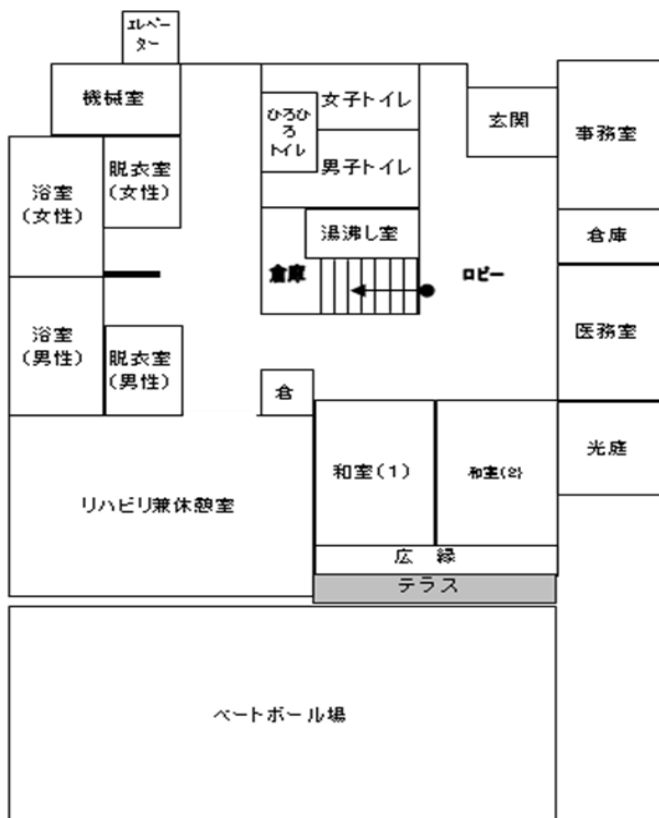 エレベー
ター
機械室
女子トイレ
ひろひ
ろ
トイレ
玄関
事務室
脱衣室
(女性)
男子トイレ
浴室
(女性)
湯沸し室
倉庫
倉庫
ロビー
医務室
浴室
(男性)
脱衣室
(男性)
倉
光庭
和室(1)
和室(2)
リハビリ兼休憩室
広 縁
テラス
ペートボール場